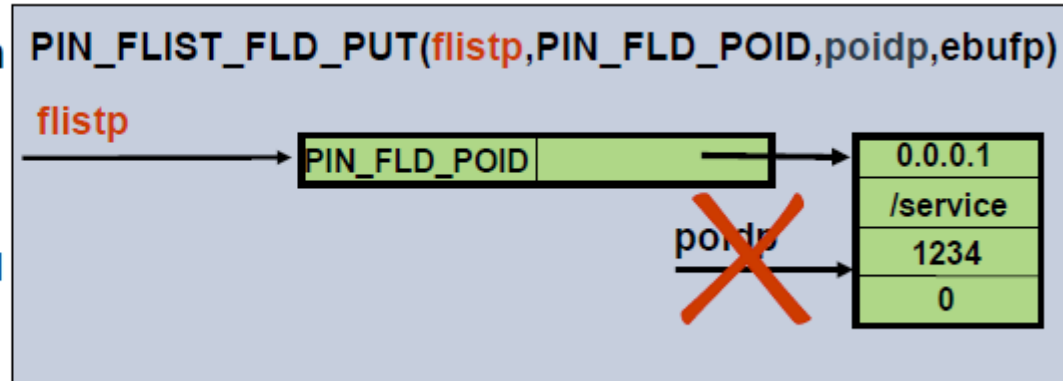 PIN_FLIST_FLD_PUT(flistp,PIN_FLD_POID,poidp,ebufp)
flistp
PIN_FLD_POID
0.0.0.1
/service
poidp
1234
0